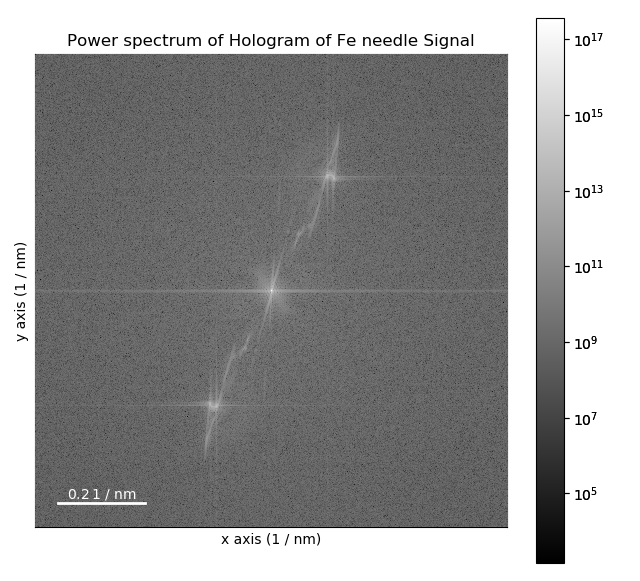 Power spectrum of Hologram of Fe needle Signal
10^17
10^15
10^13
10^11
10^9
10^7
10^5
y axis (1 / nm)
0.2 1 / nm
x axis (1 / nm)